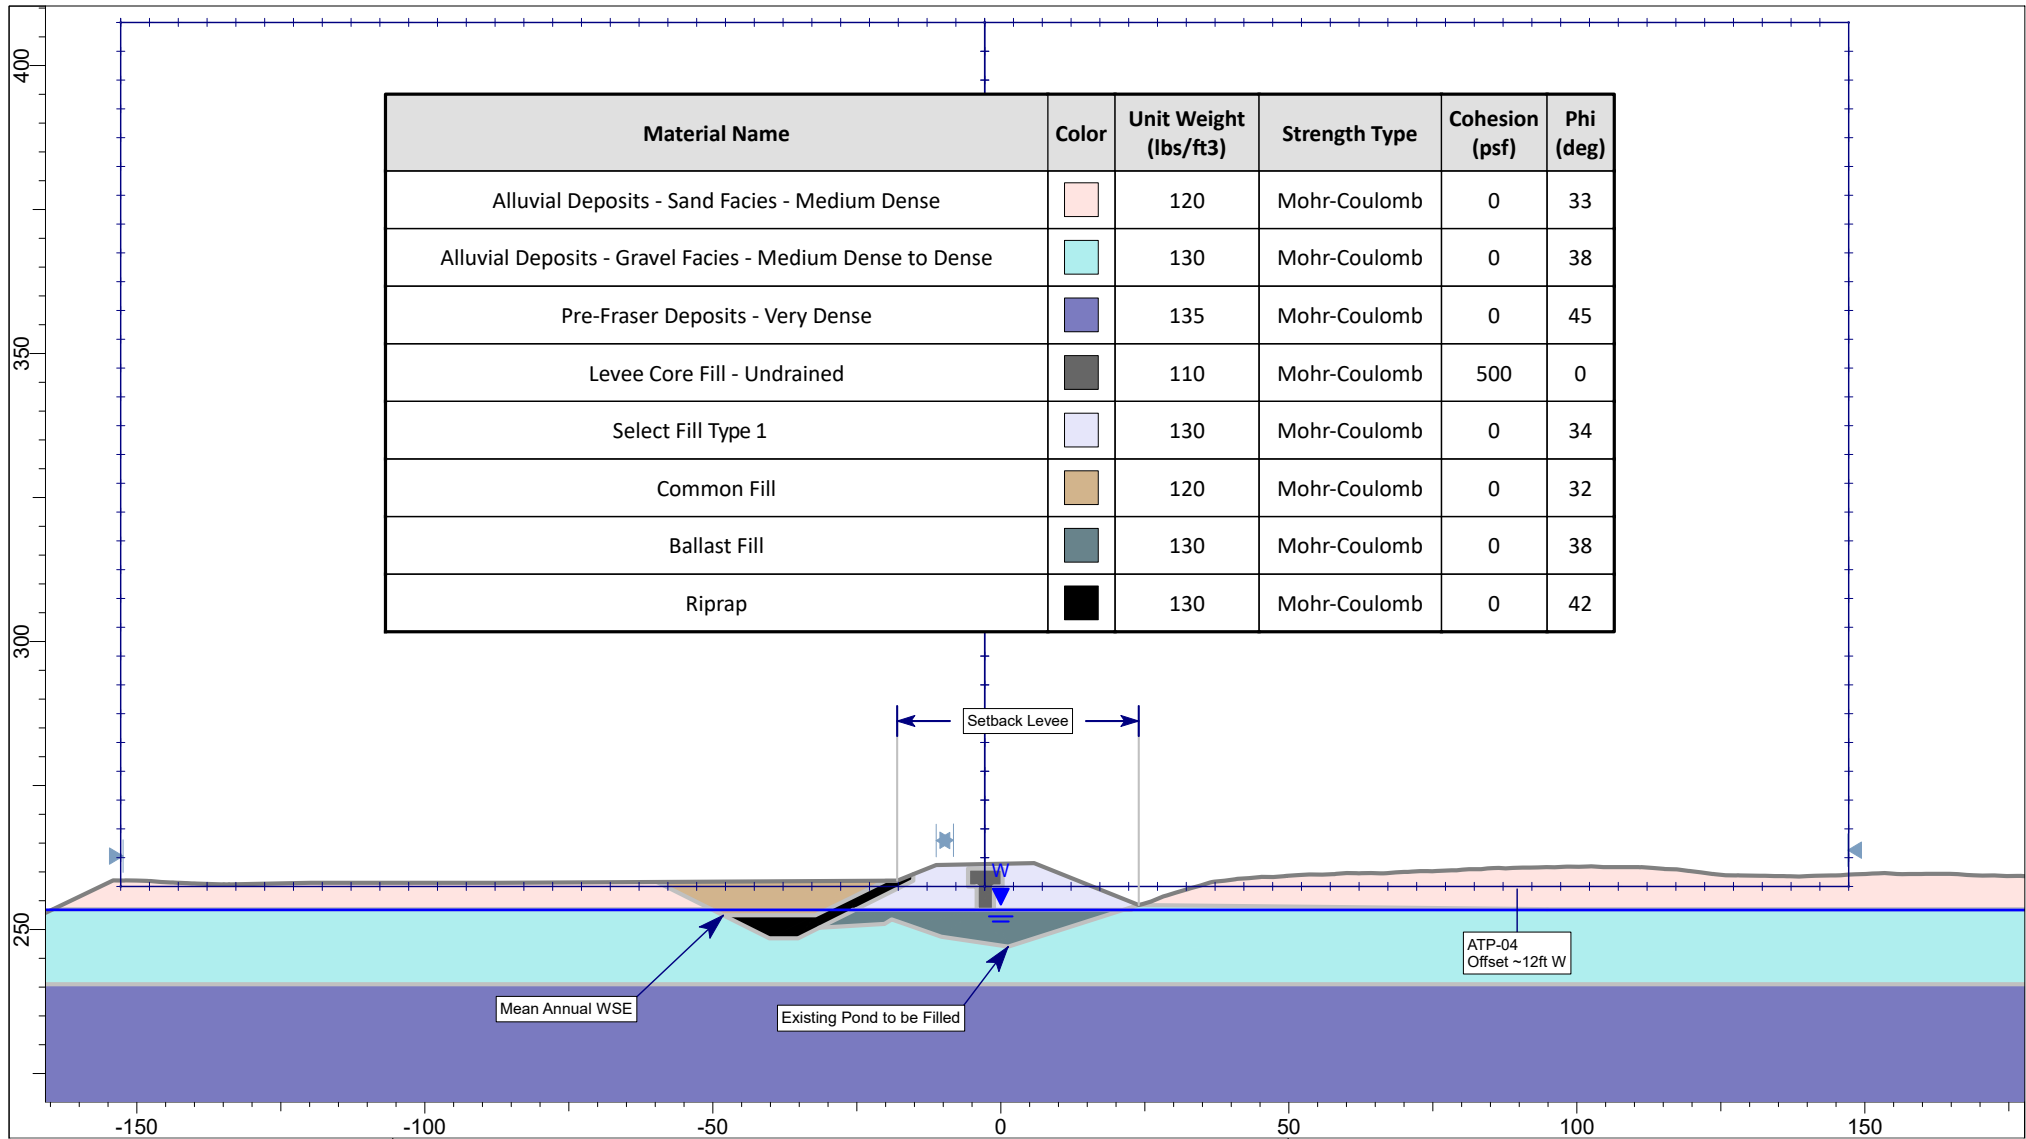 400
350
300
250
Material Name Color Unit Weight (lbs/ft3) Strength Type Cohesion (psf) Phi (deg)
Alluvial Deposits - Sand Facies - Medium Dense 120 Mohr-Coulomb 0 33
Alluvial Deposits - Gravel Facies - Medium Dense to Dense 130 Mohr-Coulomb 0 38
Pre-Fraser Deposits - Very Dense 135 Mohr-Coulomb 0 45
Levee Core Fill - Undrained 110 Mohr-Coulomb 500 0
Select Fill Type 1 130 Mohr-Coulomb 0 34
Common Fill 120 Mohr-Coulomb 0 32
Ballast Fill 130 Mohr-Coulomb 0 38
Riprap 130 Mohr-Coulomb 0 42
Setback Levee
W
ATP-04
Offset ~12ft W
Mean Annual WSE
Existing Pond to be Filled
-150 -100 -50 0 50 100 150